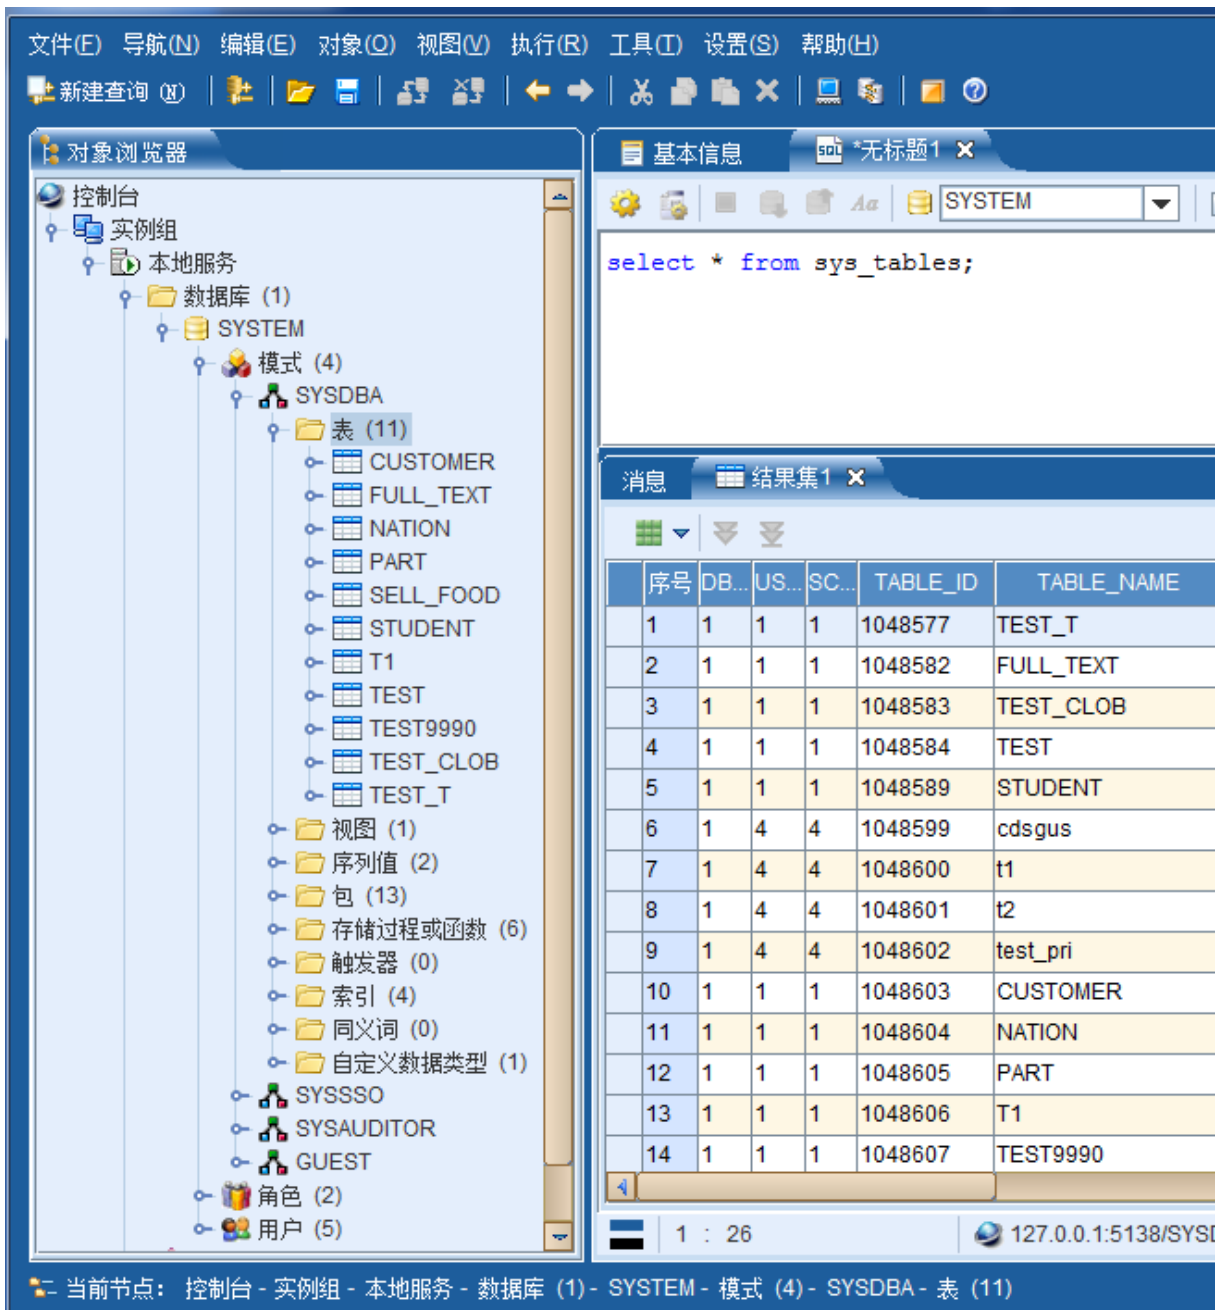 文件(F) 导航(N) 编辑(E) 对象(O) 视图(V) 执行(R) 工具(T) 设置(S) 帮助(H)
新建查询 (N)
对象浏览器
控制台
实例组
本地服务
数据库 (1)
SYSTEM
模式 (4)
SYSDBA
表 (11)
CUSTOMER
FULL_TEXT
NATION
PART
SELL_FOOD
STUDENT
T1
TEST
TEST9990
TEST_CLOB
TEST_T
视图 (1)
序列值 (2)
包 (13)
存储过程或函数 (6)
触发器 (0)
索引 (4)
同义词 (0)
自定义数据类型 (1)
SYSSSO
SYSAUDITOR
GUEST
角色 (2)
用户 (5)
基本信息 SQL *无标题1
Aa SYSTEM
select * from sys_tables;
消息 结果集1
序号 DB... US... SC... TABLE_ID TABLE_NAME
1 1 1 1 1048577 TEST_T
2 1 1 1 1048582 FULL_TEXT
3 1 1 1 1048583 TEST_CLOB
4 1 1 1 1048584 TEST
5 1 1 1 1048589 STUDENT
6 1 4 4 1048599 cdsgus
7 1 4 4 1048600 t1
8 1 4 4 1048601 t2
9 1 4 4 1048602 test_pri
10 1 1 1 1048603 CUSTOMER
11 1 1 1 1048604 NATION
12 1 1 1 1048605 PART
13 1 1 1 1048606 T1
14 1 1 1 1048607 TEST9990
1 : 26 127.0.0.1:5138/SYSD
当前节点: 控制台 - 实例组 - 本地服务 - 数据库 (1) - SYSTEM - 模式 (4) - SYSDBA - 表 (11)